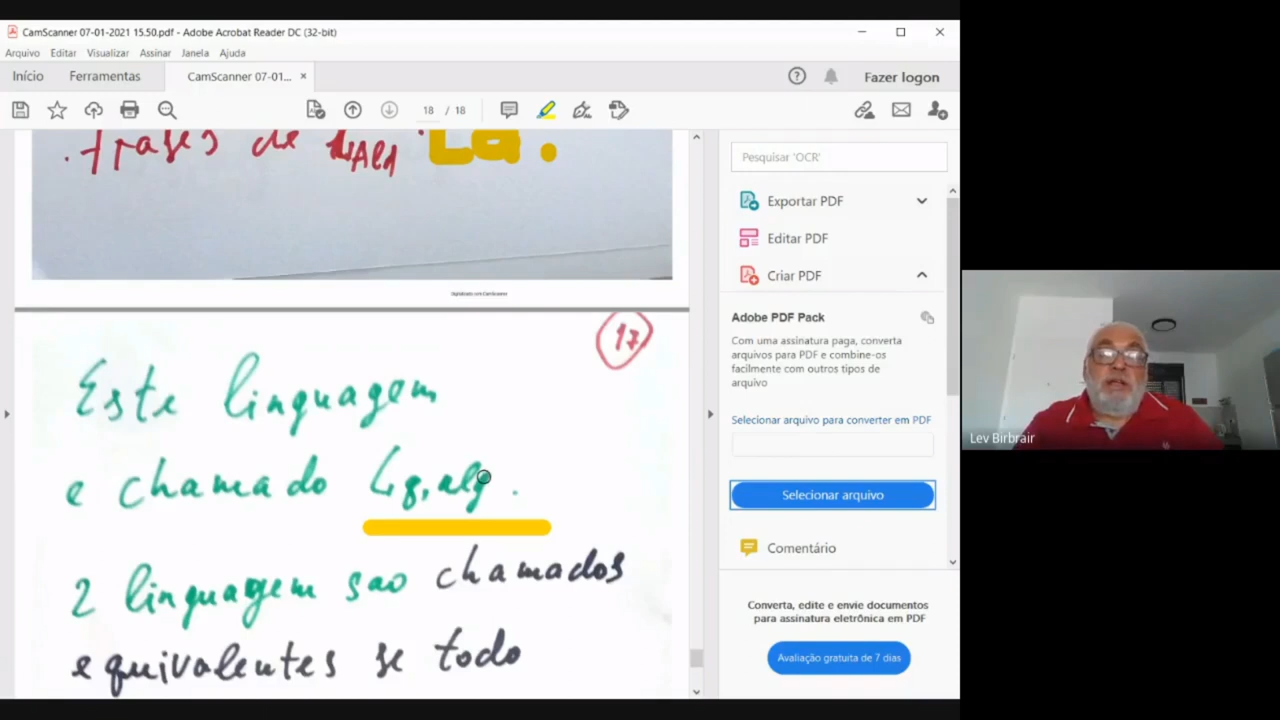 CamScanner 07-01-2021 15.50.pdf - Adobe Acrobat Reader DC (32-bit)
Arquivo Editar Visualizar Assinar Janela Ajuda
Início Ferramentas CamScanner 07-01... × Fazer logon
18 / 18
. frases de La.
Digitalizado com CamScanner
17
Este linguagem
e chamado Lg,alg.
2 linguagem sao chamados
equivalentes se todo
Pesquisar 'OCR'
Exportar PDF
Editar PDF
Criar PDF
Adobe PDF Pack
Com uma assinatura paga, converta
arquivos para PDF e combine-os
facilmente com outros tipos de
arquivo
Selecionar arquivo para converter em PDF
Selecionar arquivo
Comentário
Converta, edite e envie documentos
para assinatura eletrônica em PDF
Avaliação gratuita de 7 dias
Lev Birbrair